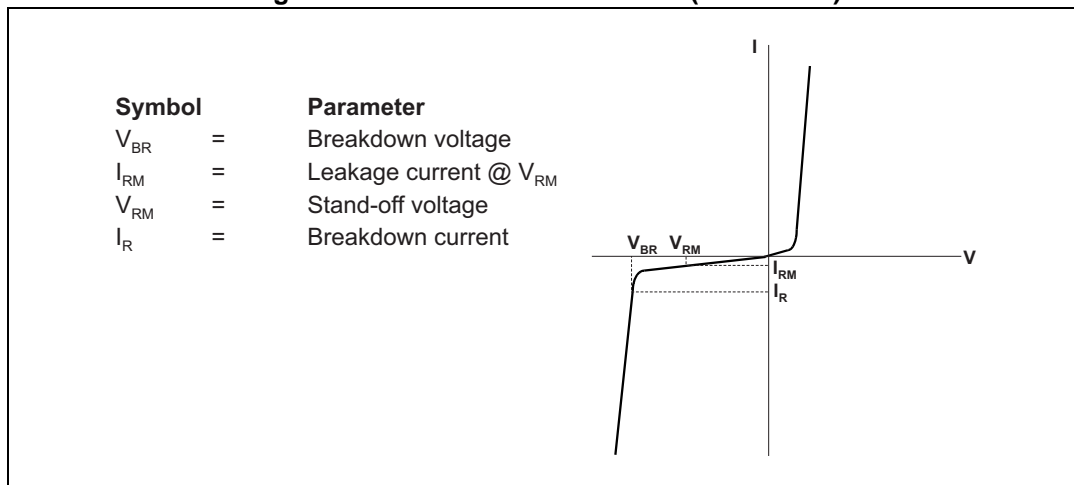 Symbol Parameter
V_BR = Breakdown voltage
I_RM = Leakage current @ V_RM
V_RM = Stand-off voltage
I_R = Breakdown current
I
V_BR V_RM
V
I_RM
I_R